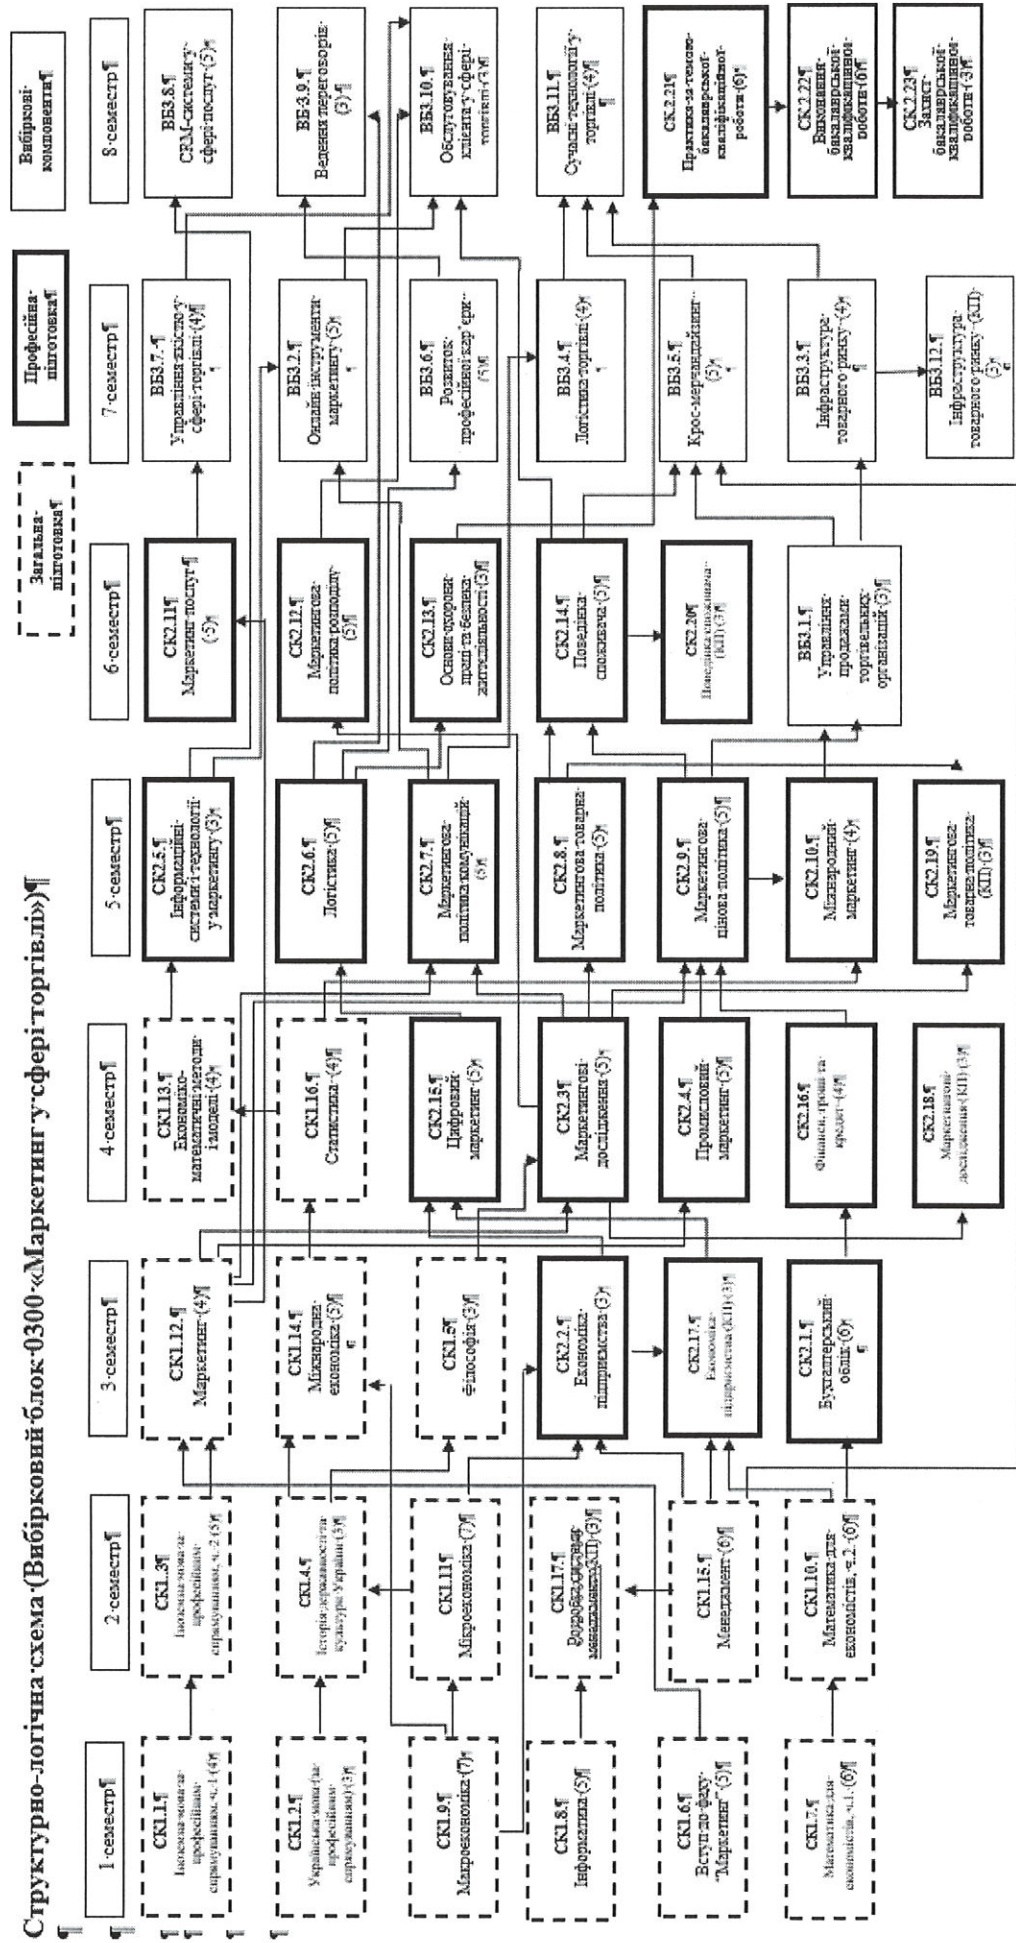 Структурно-логічна·схема·(Вибірковий·блок·0300·«Маркетинг·у·сфері·торгівлі»)¶
¶
¶
¶
¶
¶
¶
Загальна·
підготовка¶
Професійна·
підготовка¶
Вибіркові·
компоненти¶
1·семестр¶
2·семестр¶
3·семестр¶
4·семестр¶
5·семестр¶
6·семестр¶
7·семестр¶
8·семестр¶
СК1.1.¶
Іноземна·мова·за·
професійним·
спрямуванням,·ч.·1·(4)¶
СК1.2.¶
Українська·мова·(за·
професійним·
спрямуванням)·(3)¶
СК1.9.¶
Макроекономіка·(7)¶
СК1.8.¶
Інформатика·(5)¶
СК1.6.¶
Вступ·до·фаху·
"Маркетинг"·(5)¶
СК1.7.¶
Математика·для·
економістів,·ч.1.·(6)¶
СК1.3¶
Іноземна·мова·за·
професійним·
спрямуванням,·ч.·2·(5)¶
СК1.4.¶
Історія·державності·та·
культури·України·(3)¶
СК1.11¶
Мікроекономіка·(7)¶
СК1.17.¶
менеджменту(КП)·(3)¶
СК1.15.¶
Менеджмент·(6)¶
СК1.10.¶
Математика·для·
економістів,·ч.2.·(6)¶
СК1.12.¶
Маркетинг·(4)¶
СК1.14.¶
Міжнародна·
економіка·(5)¶
СК1.5¶
Філософія·(3)¶
СК2.2.¶
Економіка·
підприємства·(3)¶
СК2.17.¶
Економіка·
підприємства·(КП)·(3)¶
СК2.1.¶
Бухгалтерський·
облік·(6)¶
¶
СК1.13.¶
Економіко-
математичні·методи·
і·моделі·(4)¶
СК1.16.¶
Статистика·(4)¶
СК2.15.¶
Цифровий·
маркетинг·(5)¶
СК2.3¶
Маркетингові·
дослідження·(5)¶
СК2.4.¶
Промисловий·
маркетинг·(5)¶
СК2.16.¶
Фінанси,·гроші·та·
кредит·(4)¶
СК2.18.¶
Маркетингові·
дослідження·(КП)·(3)¶
СК2.5.¶
Інформаційні·
системи·і·технології·
у·маркетингу·(3)¶
СК2.6.¶
Логістика·(5)¶
СК2.7.¶
Маркетингова·
політика·комунікацій·
(5)¶
СК2.8.¶
Маркетингова·товарна·
політика·(5)¶
СК2.9.¶
Маркетингова·
цінова·політика·(5)¶
СК2.10.¶
Міжнародний·
маркетинг·(4)¶
СК2.19.¶
Маркетингова·
товарна·політика·
(КП)·(3)¶
СК2.11¶
Маркетинг·послуг·¶
(5)¶
СК2.12.¶
Маркетингова·
політика·розподілу·
(5)¶
СК2.13.¶
Основи·охорони·
праці·та·безпека·
життєдіяльності·(3)¶
СК2.14.¶
Поведінка·
споживача·(5)¶
СК2.20¶
Поведінка·споживача·
(КП)·(3)¶
ВБ3.1.¶
Управління·
продажами·
торгівельних·
організацій·(3)¶
ВБ3.7.·¶
Управління·якістю·у·
сфері·торгівлі·(4)¶
¶
ВБ3.2.¶
Онлайн·інструменти·
маркетингу·(5)¶
¶
ВБ3.6.¶
Розвиток·
професійної·кар'єри··
(5)¶
ВБ3.4.¶
Логістика·торгівлі·(4)¶
¶
ВБ3.5.¶
Крос-мерчандайзинг··
(5)¶
¶
ВБ3.3.¶
Інфраструктура·
товарного·ринку·(4)¶
¶
ВБ3.12.¶
Інфраструктура·
товарного·ринку·(КП)·
(3)¶
ВБ3.8.¶
CRM-системи·у·
сфері·послуг·(5)¶
ВБ3.9.¶
Ведення·переговорів·
(3)·¶
ВБ3.10.¶
Обслуговування·
клієнта·у·сфері·
торгівлі·(3)¶
ВБ3.11.¶
Сучасні·технології·у·
торгівлі·(4)¶
¶
СК.2.21¶
Практика·за·темою·
бакалаврської·
кваліфікаційної·
роботи·(6)
СК.2.22¶
Виконання·
бакалаврської·
кваліфікаційної·
роботи·(6)¶
СК.2.23¶
Захист·
бакалаврської·
кваліфікаційної·
роботи·(3)¶